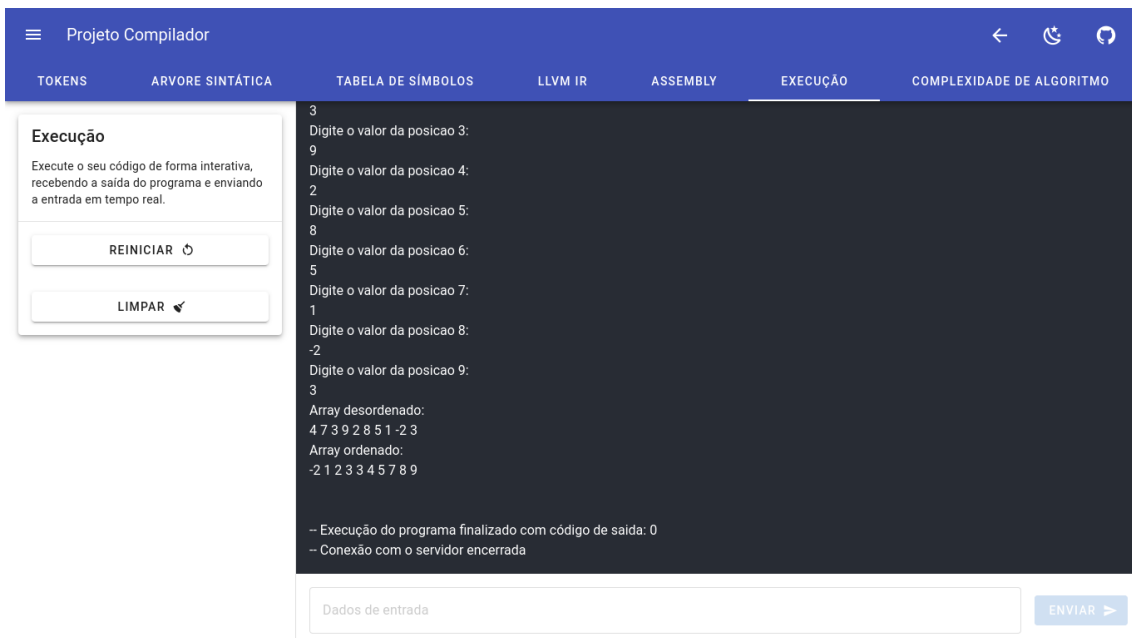 Projeto Compilador
TOKENS ARVORE SINTÁTICA TABELA DE SÍMBOLOS LLVM IR ASSEMBLY EXECUÇÃO COMPLEXIDADE DE ALGORITMO
Execução
Execute o seu código de forma interativa,
recebendo a saída do programa e enviando
a entrada em tempo real.
REINICIAR
LIMPAR
3
Digite o valor da posicao 3:
9
Digite o valor da posicao 4:
2
Digite o valor da posicao 5:
8
Digite o valor da posicao 6:
5
Digite o valor da posicao 7:
1
Digite o valor da posicao 8:
-2
Digite o valor da posicao 9:
3
Array desordenado:
4 7 3 9 2 8 5 1 -2 3
Array ordenado:
-2 1 2 3 3 4 5 7 8 9
-- Execução do programa finalizado com código de saida: 0
-- Conexão com o servidor encerrada
Dados de entrada
ENVIAR